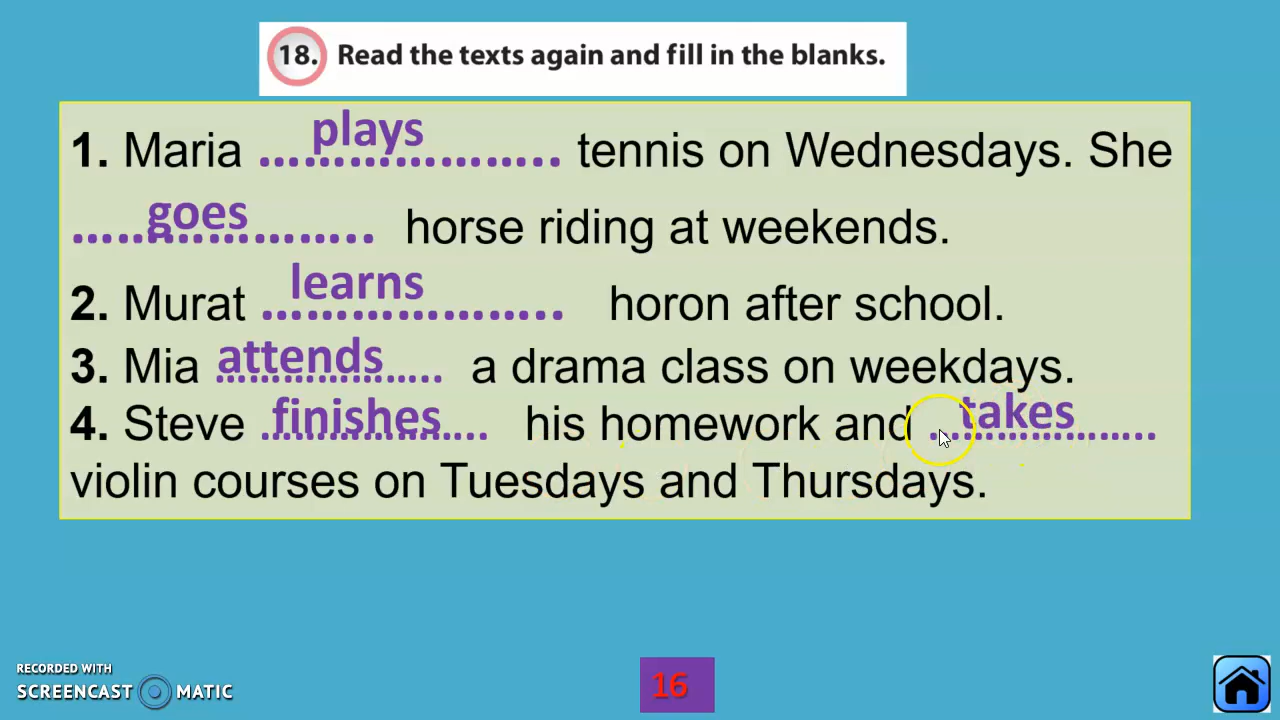 18. Read the texts again and fill in the blanks.
1. Maria plays ………………….. tennis on Wednesdays. She
goes ………………….. horse riding at weekends.
2. Murat learns ………………….. horon after school.
3. Mia attends ………………….. a drama class on weekdays.
4. Steve finishes ………………….. his homework and takes …………………..
violin courses on Tuesdays and Thursdays.
RECORDED WITH
SCREENCAST MATIC
16